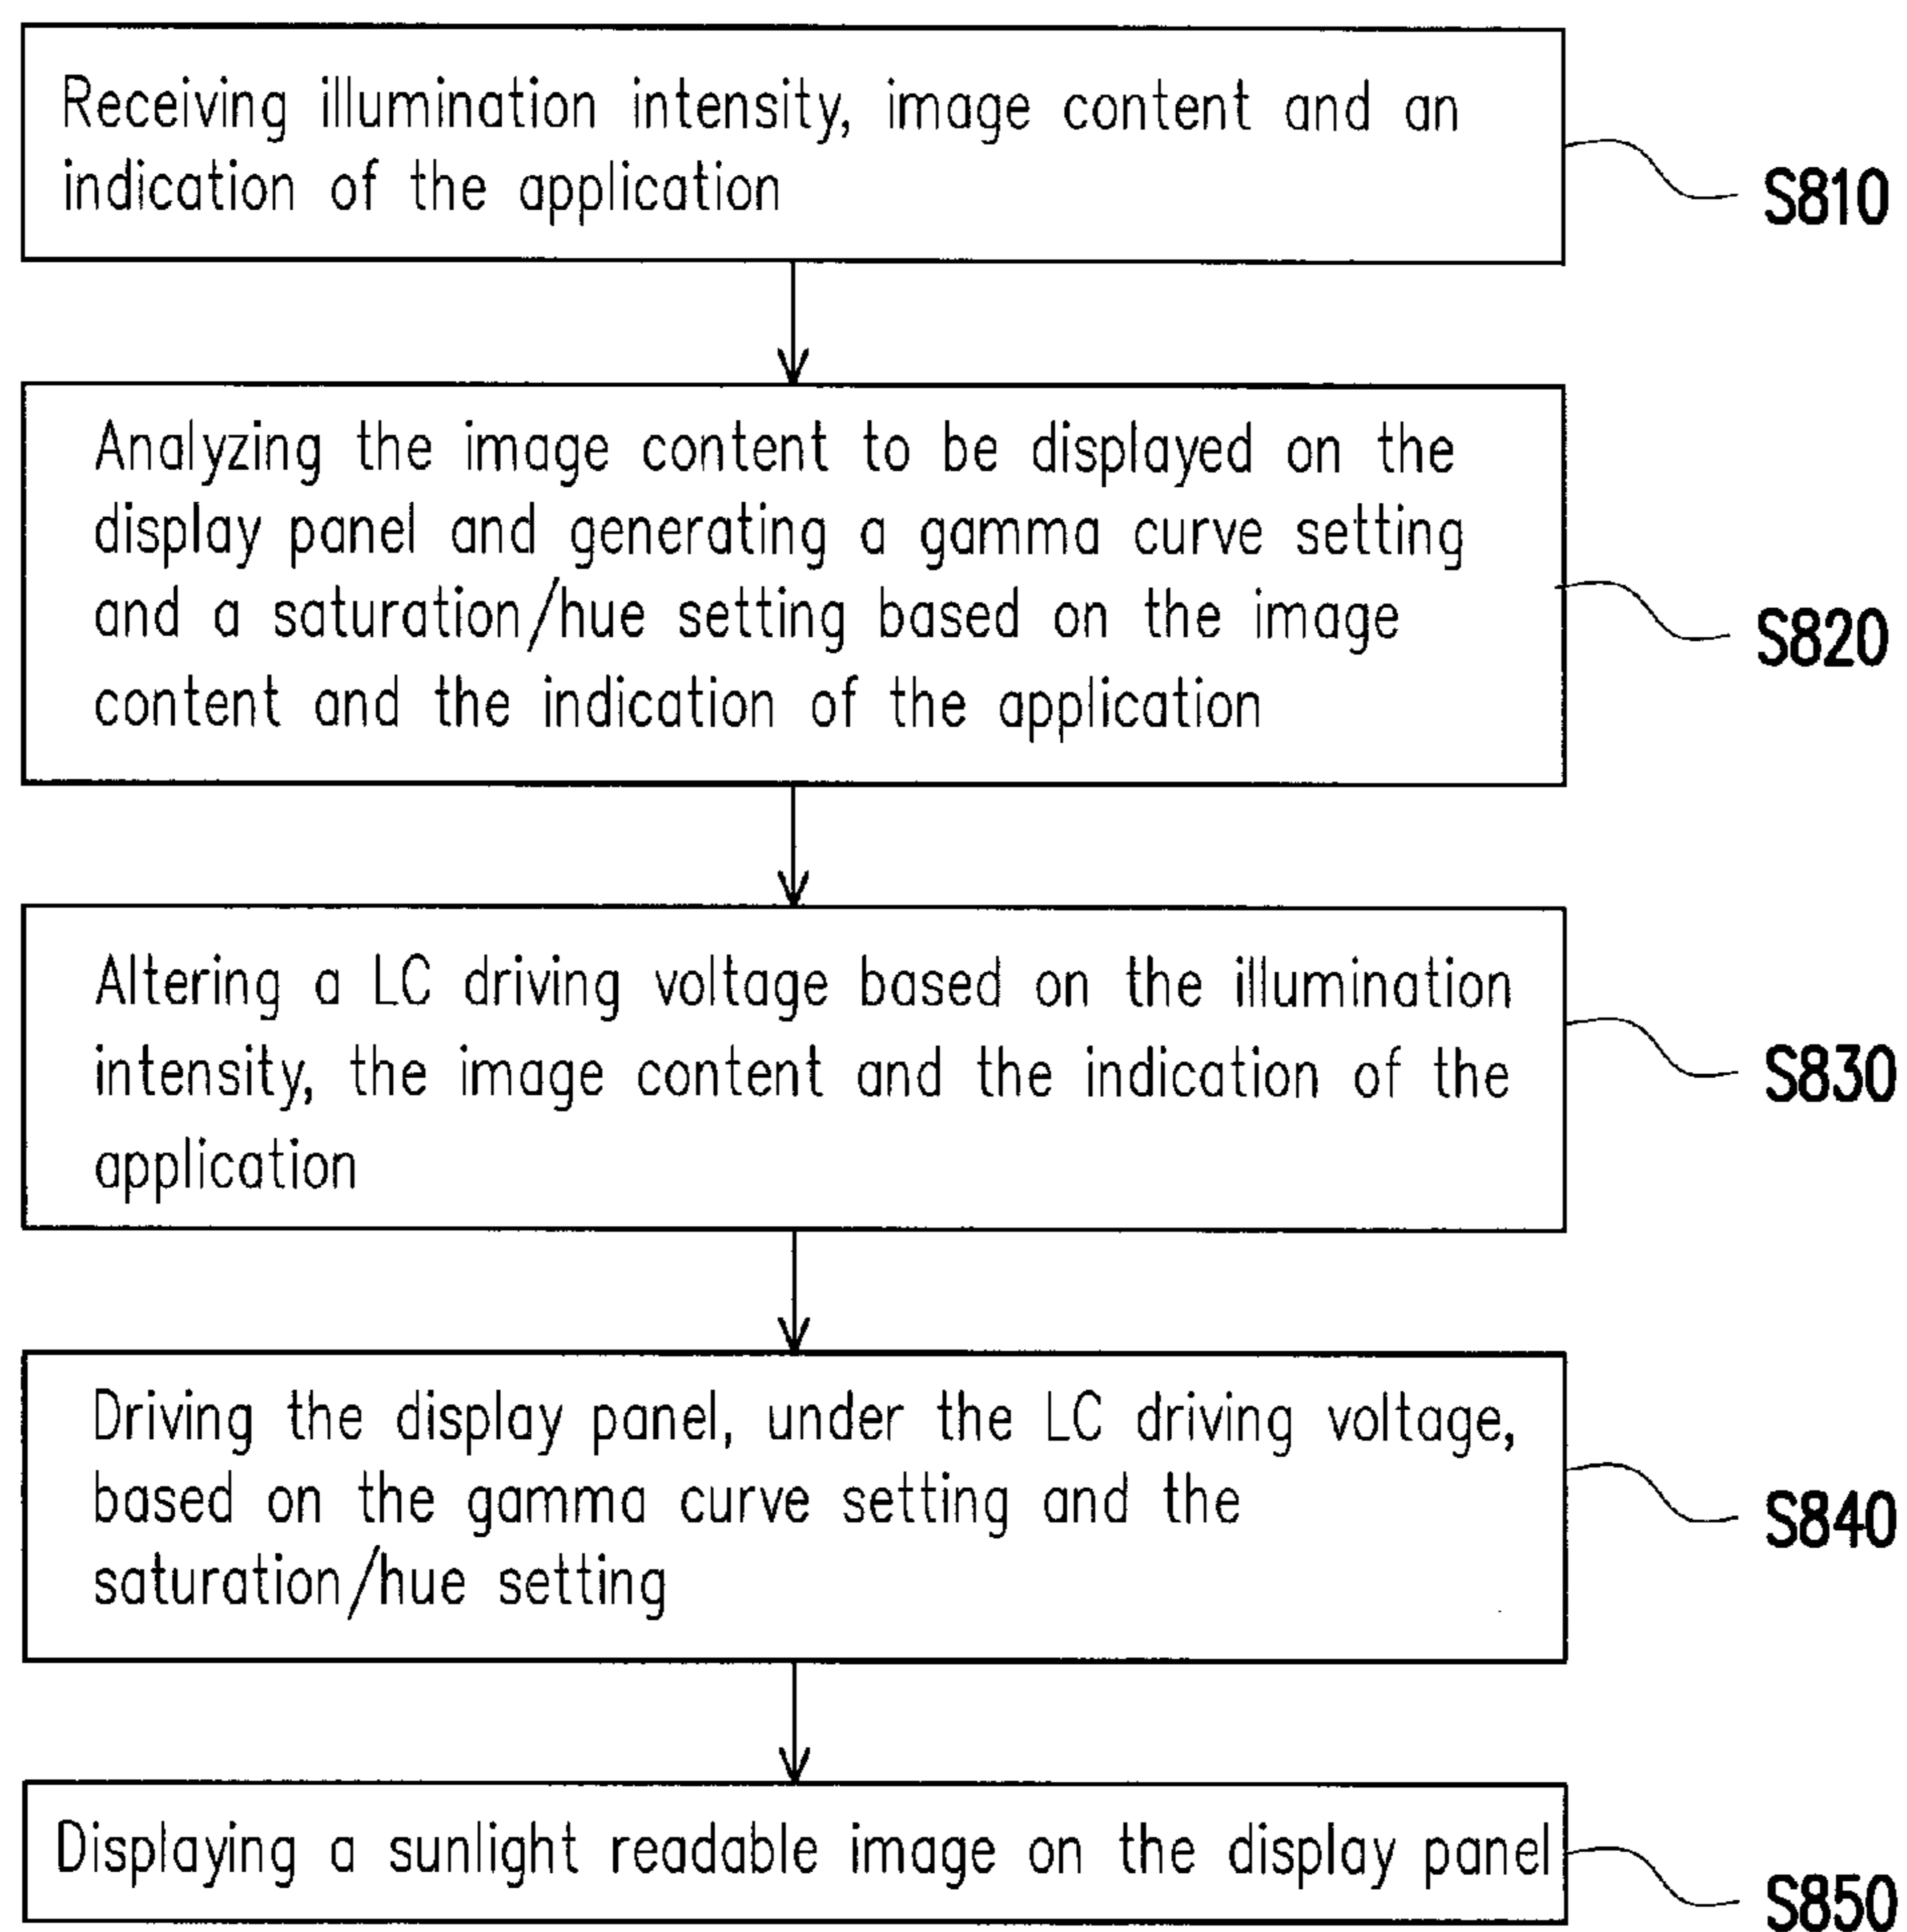 Receiving illumination intensity, image content and an
indication of the application
S810
Analyzing the image content to be displayed on the
display panel and generating a gamma curve setting
and a saturation/hue setting based on the image
content and the indication of the application
S820
Altering a LC driving voltage based on the illumination
intensity, the image content and the indication of the
application
S830
Driving the display panel, under the LC driving voltage,
based on the gamma curve setting and the
saturation/hue setting
S840
Displaying a sunlight readable image on the display panel
S850